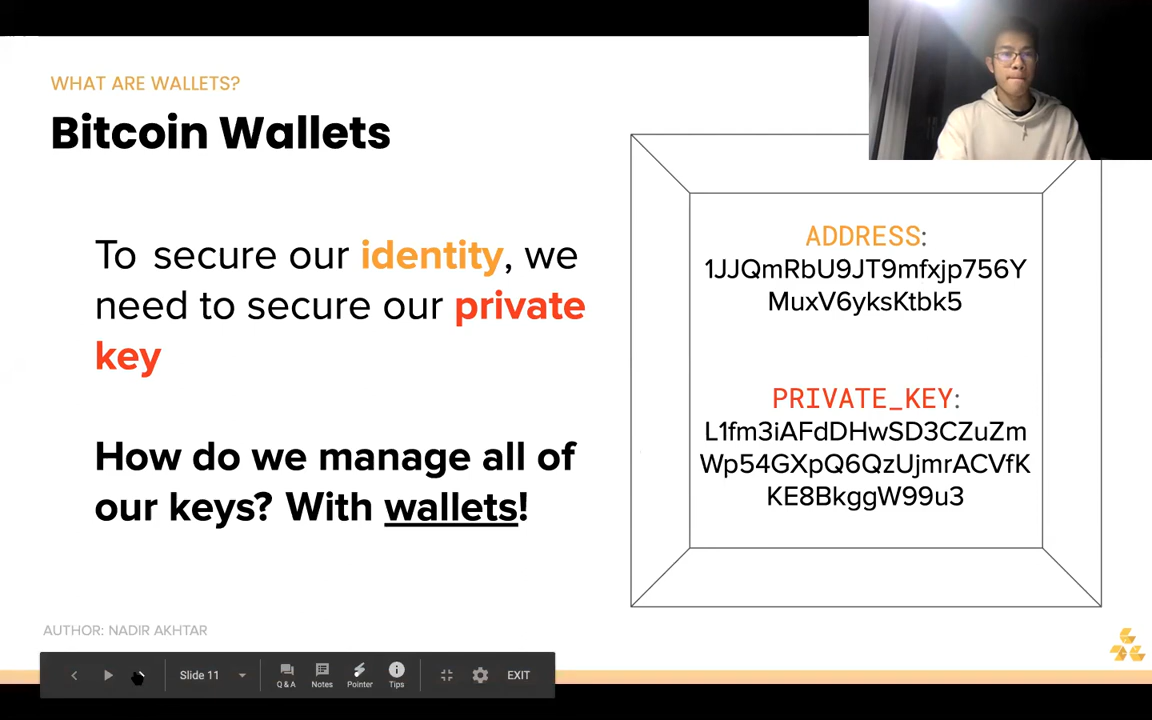 WHAT ARE WALLETS?
Bitcoin Wallets
To secure our identity, we
need to secure our private
key
How do we manage all of
our keys? With wallets!
ADDRESS:
1JJQmRbU9JT9mfxjp756Y
MuxV6yksKtbk5
PRIVATE_KEY:
L1fm3iAFdDHwSD3CZuZm
Wp54GXpQ6QzUjmrACVfK
KE8BkggW99u3
AUTHOR: NADIR AKHTAR
Slide 11
Q & A
Notes
Pointer
Tips
EXIT